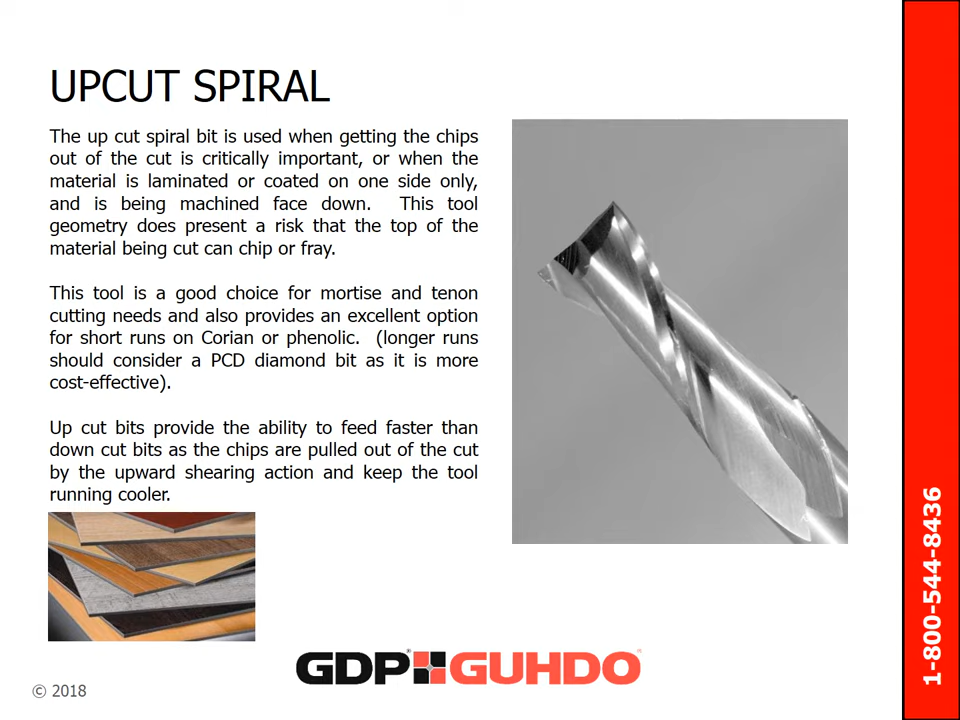 UPCUT SPIRAL
The up cut spiral bit is used when getting the chips
out of the cut is critically important, or when the
material is laminated or coated on one side only,
and is being machined face down. This tool
geometry does present a risk that the top of the
material being cut can chip or fray.
This tool is a good choice for mortise and tenon
cutting needs and also provides an excellent option
for short runs on Corian or phenolic. (longer runs
should consider a PCD diamond bit as it is more
cost-effective).
Up cut bits provide the ability to feed faster than
down cut bits as the chips are pulled out of the cut
by the upward shearing action and keep the tool
running cooler.
GDP® GUHDO®
© 2018
1-800-544-8436